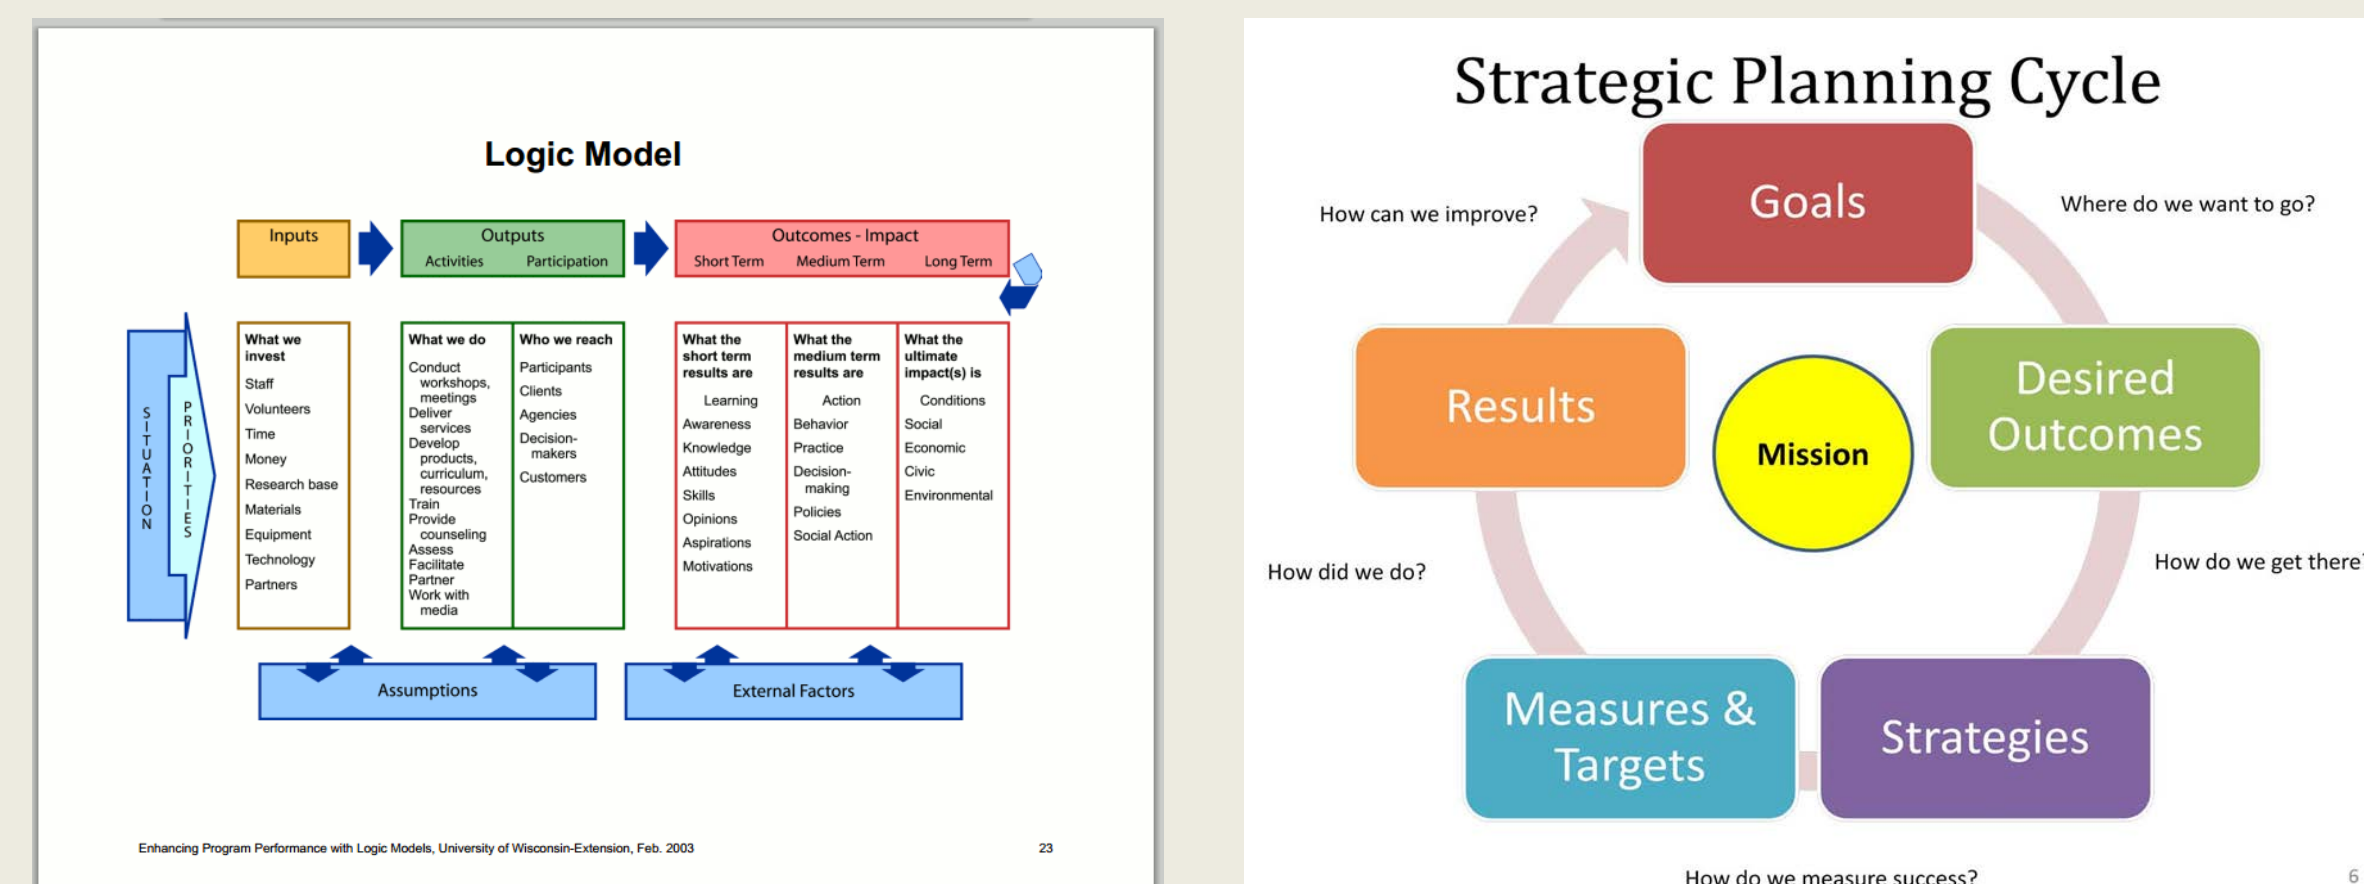 Logic Model
Inputs
Outputs
Activities Participation
Outcomes - Impact
Short Term Medium Term Long Term
SITUATION
PRIORITIES
What we
invest
Staff
Volunteers
Time
Money
Research base
Materials
Equipment
Technology
Partners
What we do
Conduct
workshops,
meetings
Deliver
services
Develop
products,
curriculum,
resources
Train
Provide
counseling
Assess
Facilitate
Partner
Work with
media
Who we reach
Participants
Clients
Agencies
Decision-
makers
Customers
What the
short term
results are
Learning
Awareness
Knowledge
Attitudes
Skills
Opinions
Aspirations
Motivations
What the
medium term
results are
Action
Behavior
Practice
Decision-
making
Policies
Social Action
What the
ultimate
impact(s) is
Conditions
Social
Economic
Civic
Environmental
Assumptions
External Factors
Enhancing Program Performance with Logic Models, University of Wisconsin-Extension, Feb. 2003
23
Strategic Planning Cycle
Goals
Where do we want to go?
Desired
Outcomes
How do we get there?
Strategies
How do we measure success?
Measures &
Targets
How did we do?
Results
How can we improve?
Mission
6